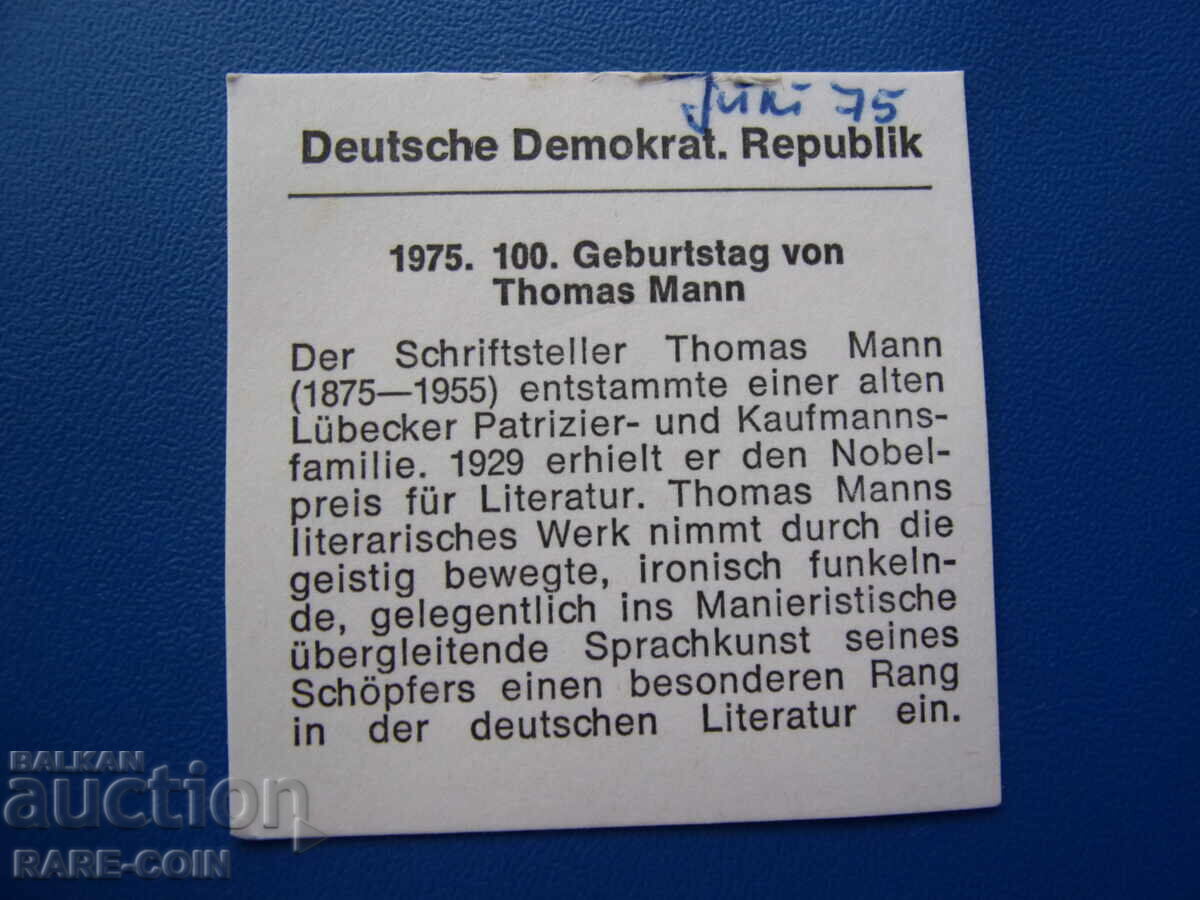 Juni 75
Deutsche Demokrat. Republik
1975. 100. Geburtstag von
Thomas Mann
Der Schriftsteller Thomas Mann
(1875—1955) entstammte einer alten
Lübecker Patrizier- und Kaufmanns-
familie. 1929 erhielt er den Nobel-
preis für Literatur. Thomas Manns
literarisches Werk nimmt durch die
geistig bewegte, ironisch funkeln-
de, gelegentlich ins Manieristische
übergleitende Sprachkunst seines
Schöpfers einen besonderen Rang
in der deutschen Literatur ein.
BALKAN
auction
RARE-COIN